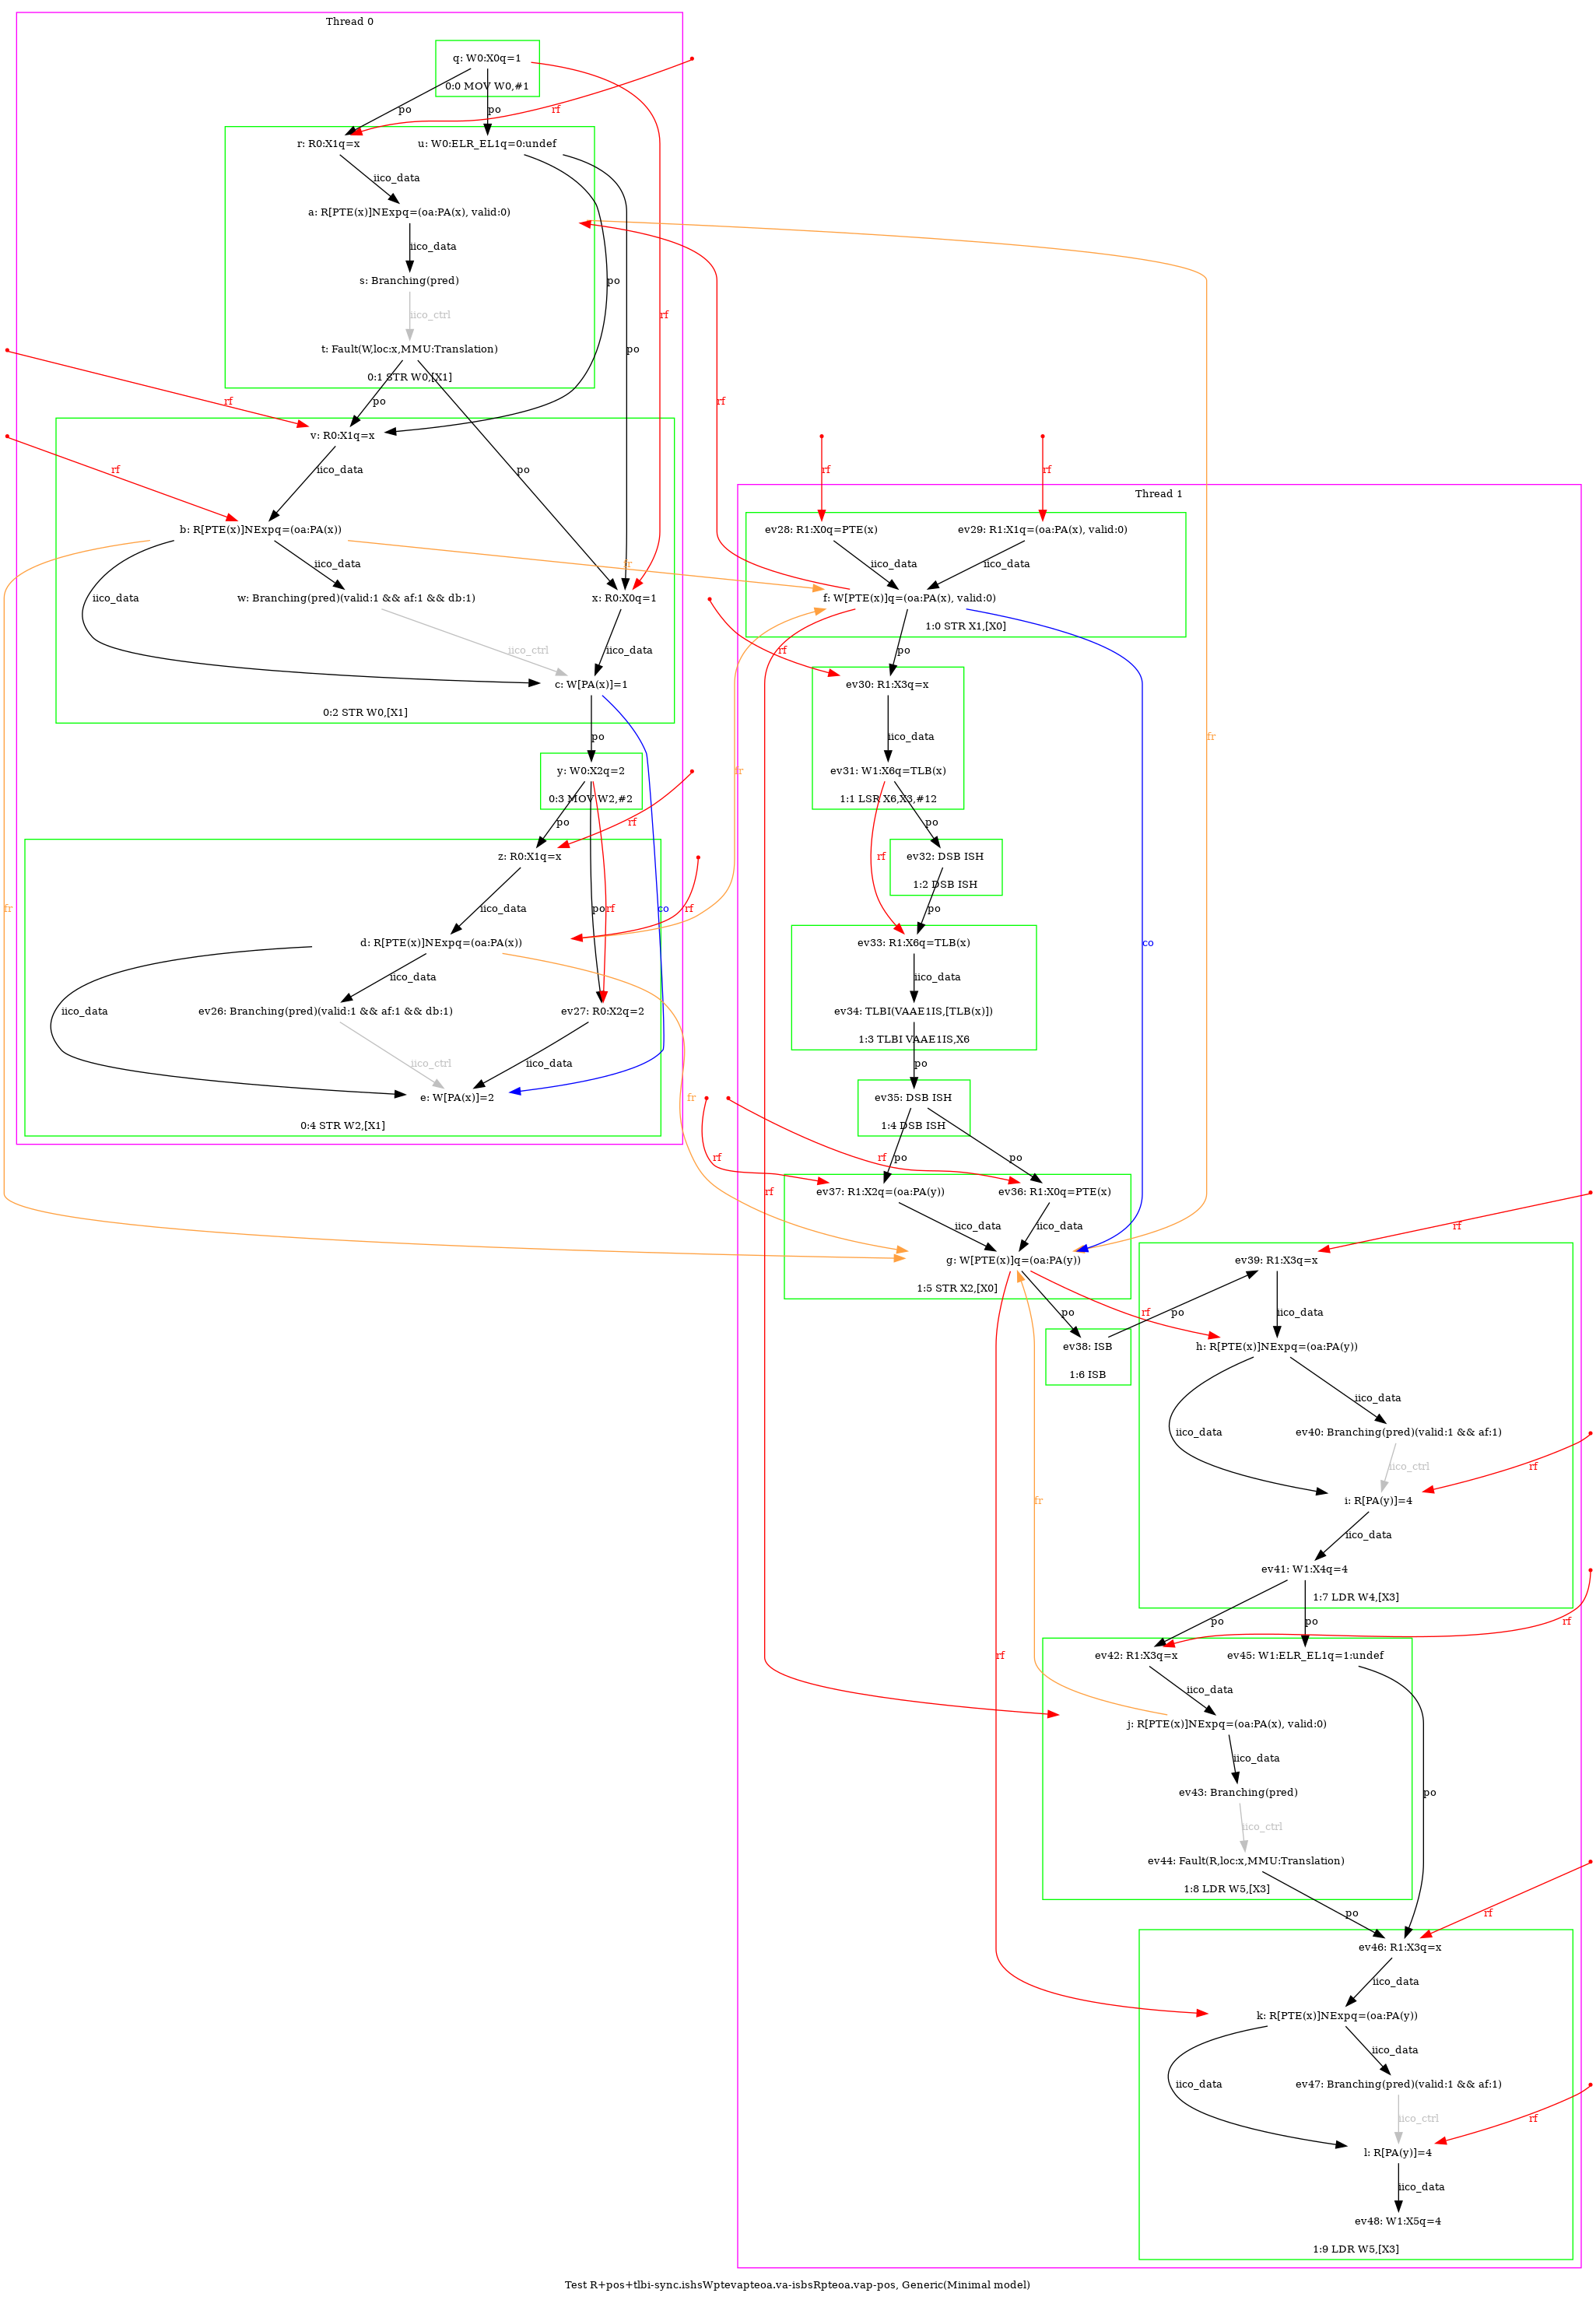 Thread 0
q: W0:X0q=1
0:0 MOV W0,#1
po
po
rf
r: R0:X1q=x
u: W0:ELR_EL1q=0:undef
iico_data
a: R[PTE(x)]NExpq=(oa:PA(x), valid:0)
iico_data
po
s: Branching(pred)
iico_ctrl
rf
t: Fault(W,loc:x,MMU:Translation)
po
0:1 STR W0,[X1]
rf
po
rf
v: R0:X1q=x
rf
iico_data
po
rf
rf
Thread 1
b: R[PTE(x)]NExpq=(oa:PA(x))
ev28: R1:X0q=PTE(x)
ev29: R1:X1q=(oa:PA(x), valid:0)
iico_data
fr
iico_data
iico_data
iico_data
w: Branching(pred)(valid:1 && af:1 && db:1)
x: R0:X0q=1
f: W[PTE(x)]q=(oa:PA(x), valid:0)
1:0 STR X1,[X0]
iico_ctrl
iico_data
rf
po
c: W[PA(x)]=1
ev30: R1:X3q=x
0:2 STR W0,[X1]
po
iico_data
fr
y: W0:X2q=2
fr
ev31: W1:X6q=TLB(x)
0:3 MOV W2,#2
1:1 LSR X6,X3,#12
po
rf
po
z: R0:X1q=x
rf
ev32: DSB ISH
1:2 DSB ISH
fr
iico_data
po
rf
co
rf
po
d: R[PTE(x)]NExpq=(oa:PA(x))
ev33: R1:X6q=TLB(x)
co
iico_data
iico_data
iico_data
ev26: Branching(pred)(valid:1 && af:1 && db:1)
ev27: R0:X2q=2
ev34: TLBI(VAAE1IS,[TLB(x)])
1:3 TLBI VAAE1IS,X6
iico_ctrl
iico_data
po
e: W[PA(x)]=2
fr
ev35: DSB ISH
0:4 STR W2,[X1]
1:4 DSB ISH
rf
rf
po
po
rf
ev37: R1:X2q=(oa:PA(y))
ev36: R1:X0q=PTE(x)
iico_data
iico_data
rf
g: W[PTE(x)]q=(oa:PA(y))
ev39: R1:X3q=x
1:5 STR X2,[X0]
po
rf
po
iico_data
ev38: ISB
h: R[PTE(x)]NExpq=(oa:PA(y))
1:6 ISB
iico_data
iico_data
ev40: Branching(pred)(valid:1 && af:1)
iico_ctrl
rf
fr
i: R[PA(y)]=4
iico_data
ev41: W1:X4q=4
1:7 LDR W4,[X3]
po
po
rf
rf
ev42: R1:X3q=x
ev45: W1:ELR_EL1q=1:undef
iico_data
j: R[PTE(x)]NExpq=(oa:PA(x), valid:0)
iico_data
ev43: Branching(pred)
po
iico_ctrl
ev44: Fault(R,loc:x,MMU:Translation)
1:8 LDR W5,[X3]
po
rf
ev46: R1:X3q=x
iico_data
k: R[PTE(x)]NExpq=(oa:PA(y))
iico_data
iico_data
ev47: Branching(pred)(valid:1 && af:1)
iico_ctrl
rf
l: R[PA(y)]=4
iico_data
ev48: W1:X5q=4
1:9 LDR W5,[X3]
Test R+pos+tlbi-sync.ishsWptevapteoa.va-isbsRpteoa.vap-pos, Generic(Minimal model)